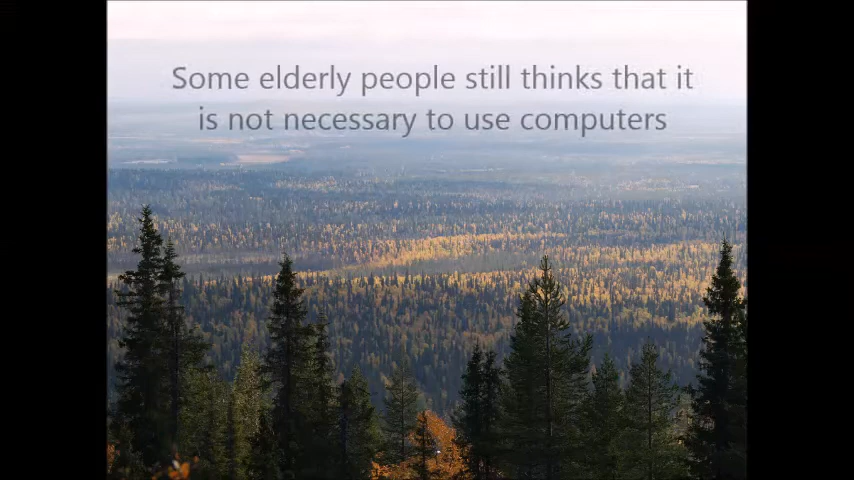 Some elderly people still thinks that it
is not necessary to use computers